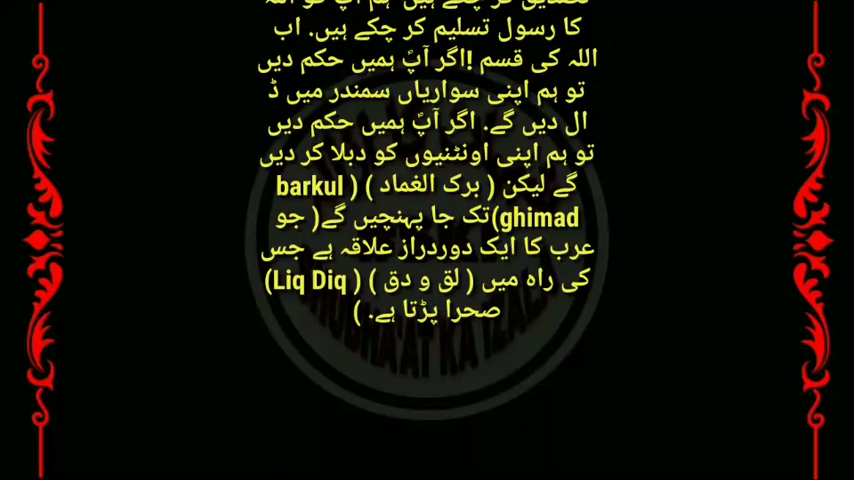 کا رسول تسلیم کر چکے ہیں. اب
اللہ کی قسم !اگر آپؐ ہمیں حکم دیں
تو ہم اپنی سواریاں سمندر میں ڈ
ال دیں گے. اگر آپؐ ہمیں حکم دیں
تو ہم اپنی اونٹنیوں کو دبلا کر دیں
گے لیکن ( برک الغماد ) ( barkul
ghimad)تک جا پہنچیں گے( جو
عرب کا ایک دوردراز علاقہ ہے جس
کی راہ میں ( لق و دق ) ( Liq Diq)
صحرا پڑتا ہے. )
SHUBHAAT KA IZALA